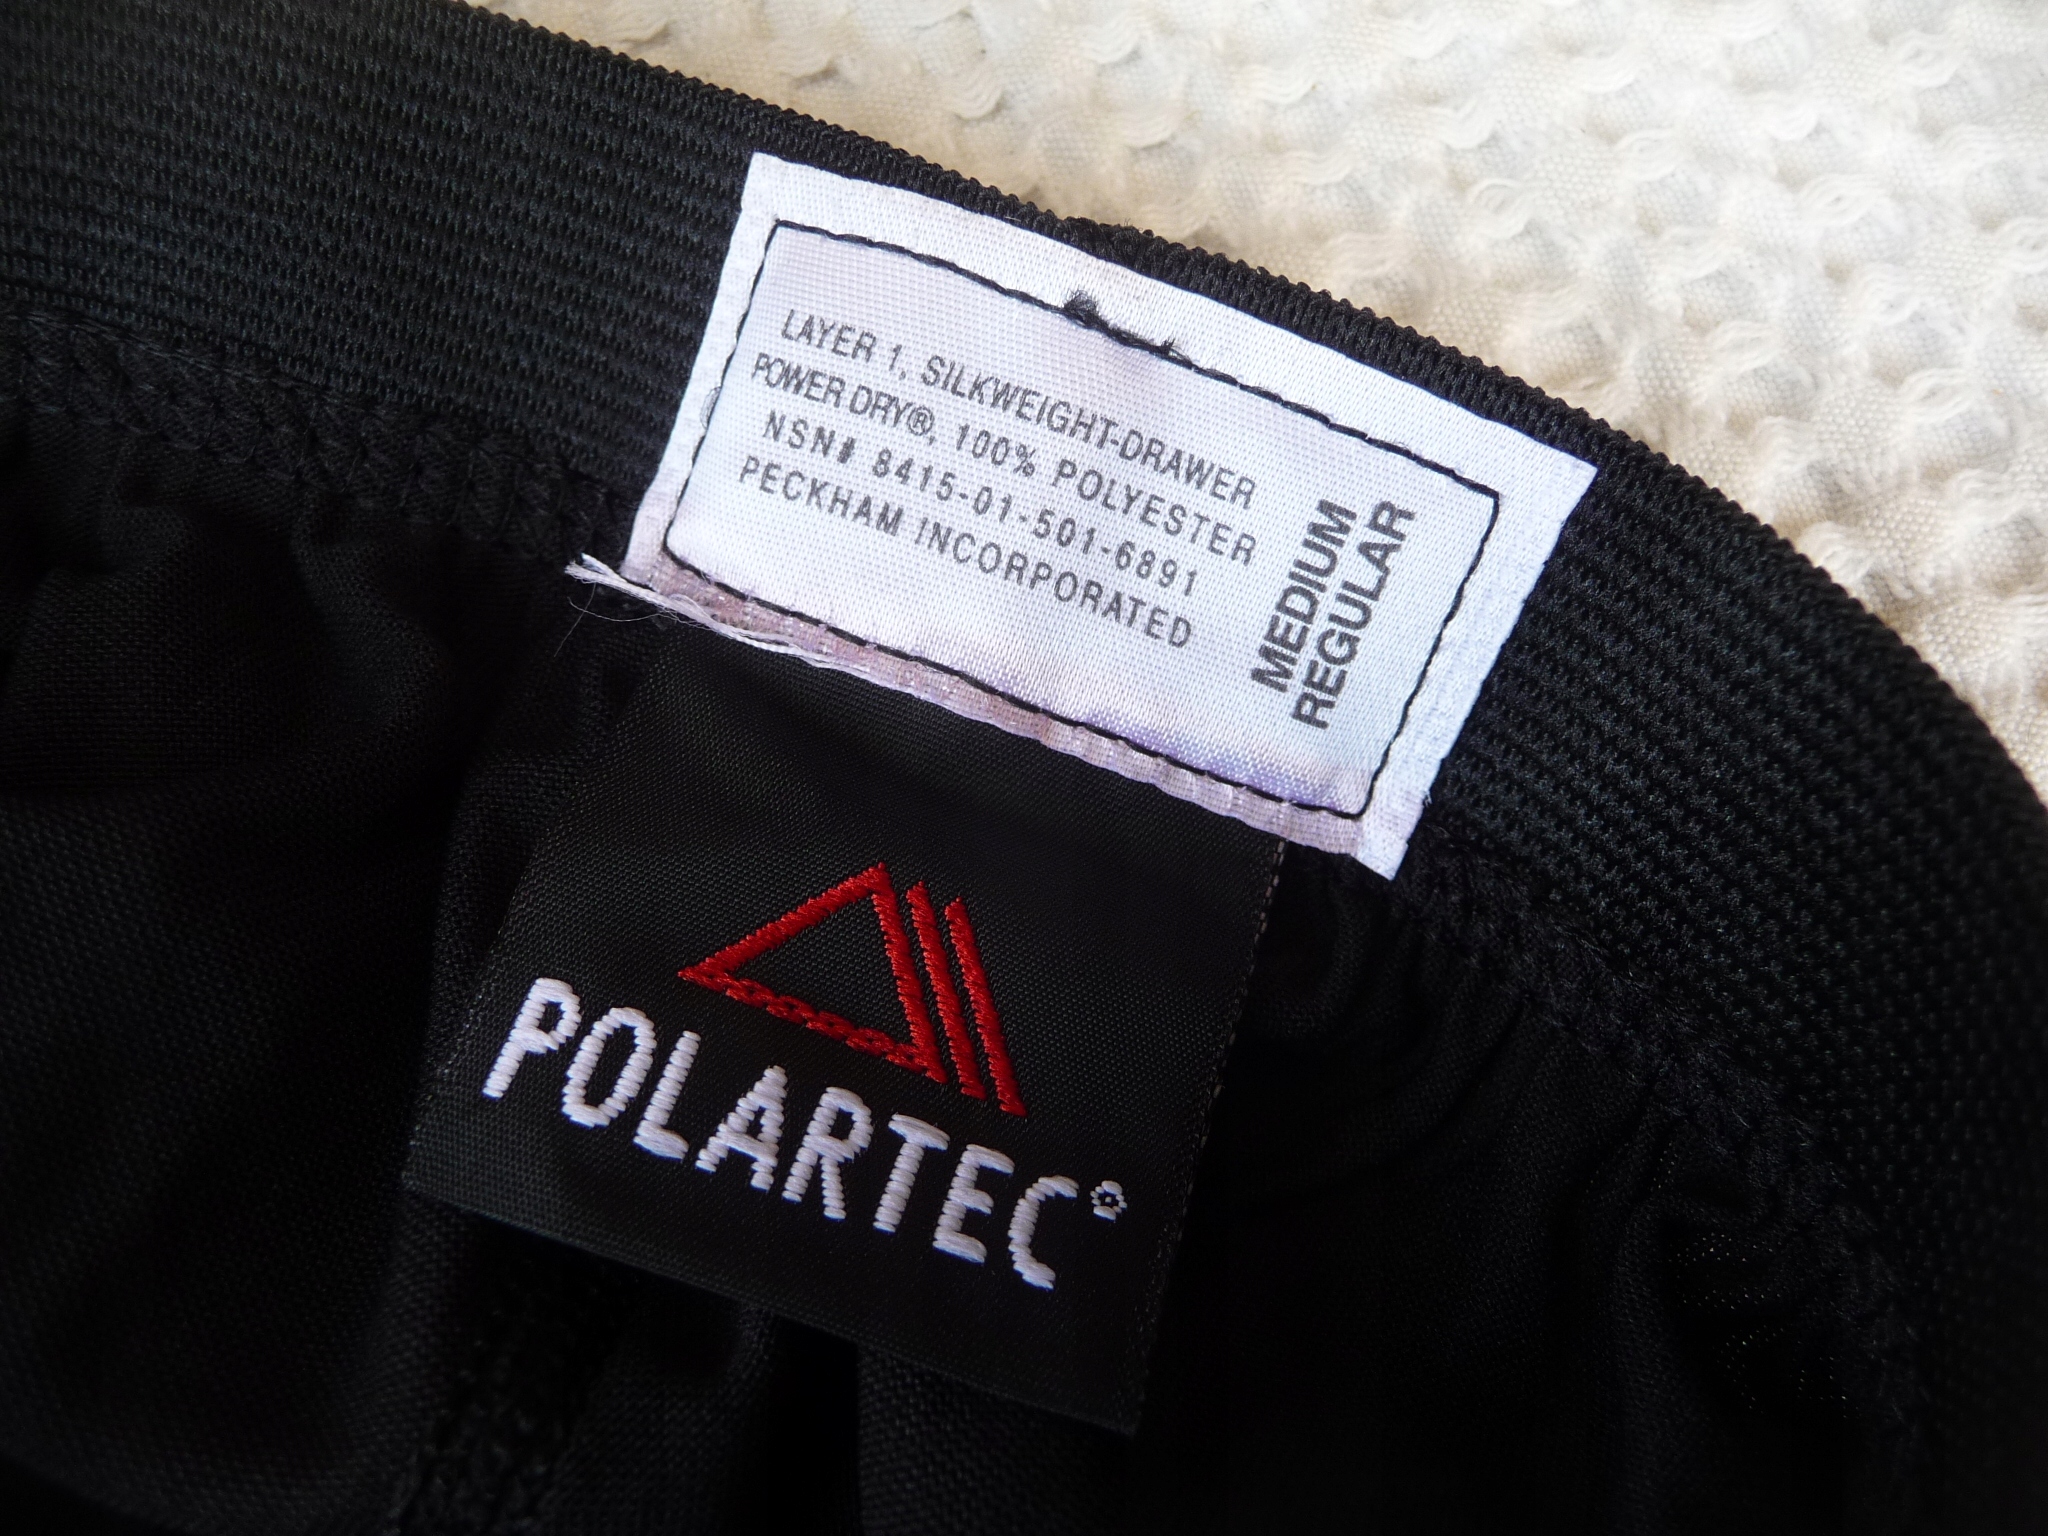 LAYER 1, SILKWEIGHT-DRAWER
POWER DRY®, 100% POLYESTER
NSN# 8415-01-501-6891
PECKHAM INCORPORATED
MEDIUM
REGULAR
POLARTEC®